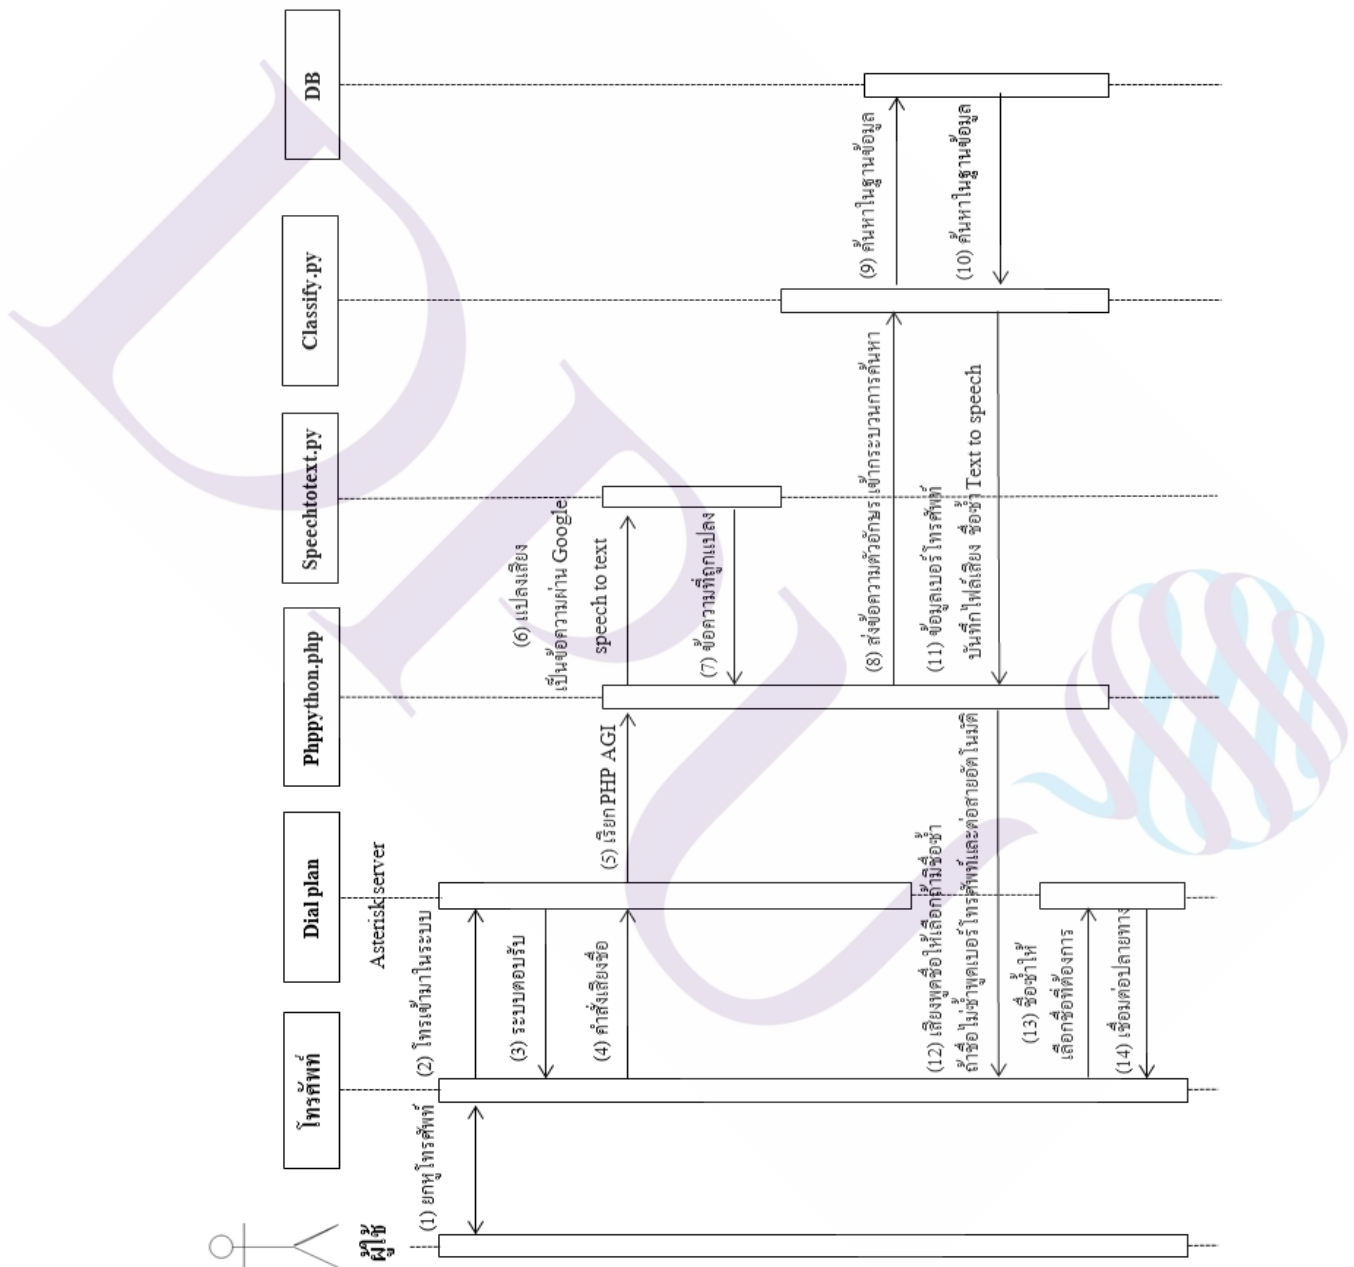 ผู้ใช้
โทรศัพท์
Dial plan
Phppython.php
Speechtotext.py
Classify.py
DB
Asterisk server
(1) ยกหูโทรศัพท์
(2) โทรเข้ามาในระบบ
(3) ระบบตอบรับ
(4) คำสั่งเสียงชื่อ
(5) เรียก PHP AGI
(6) แปลงเสียง
เป็นข้อความผ่าน Google
speech to text
(7) ข้อความที่ถูกแปลง
(8) ส่งข้อความตัวอักษร เข้ากระบวนการค้นหา
(9) ค้นหาในฐานข้อมูล
(10) ค้นหาในฐานข้อมูล
(11) ข้อมูลเบอร์โทรศัพท์
บันทึกไฟล์เสียง ชื่อซ้ำ Text to speech
(12) เสียงพูดชื่อให้เลือกถ้ามีชื่อซ้ำ
ถ้าชื่อไม่ซ้ำพูดเบอร์โทรศัพท์และต่อสายอัตโนมัติ
(13) ชื่อซ้ำให้
เลือกชื่อที่ต้องการ
(14) เชื่อมต่อปลายทาง
DPU